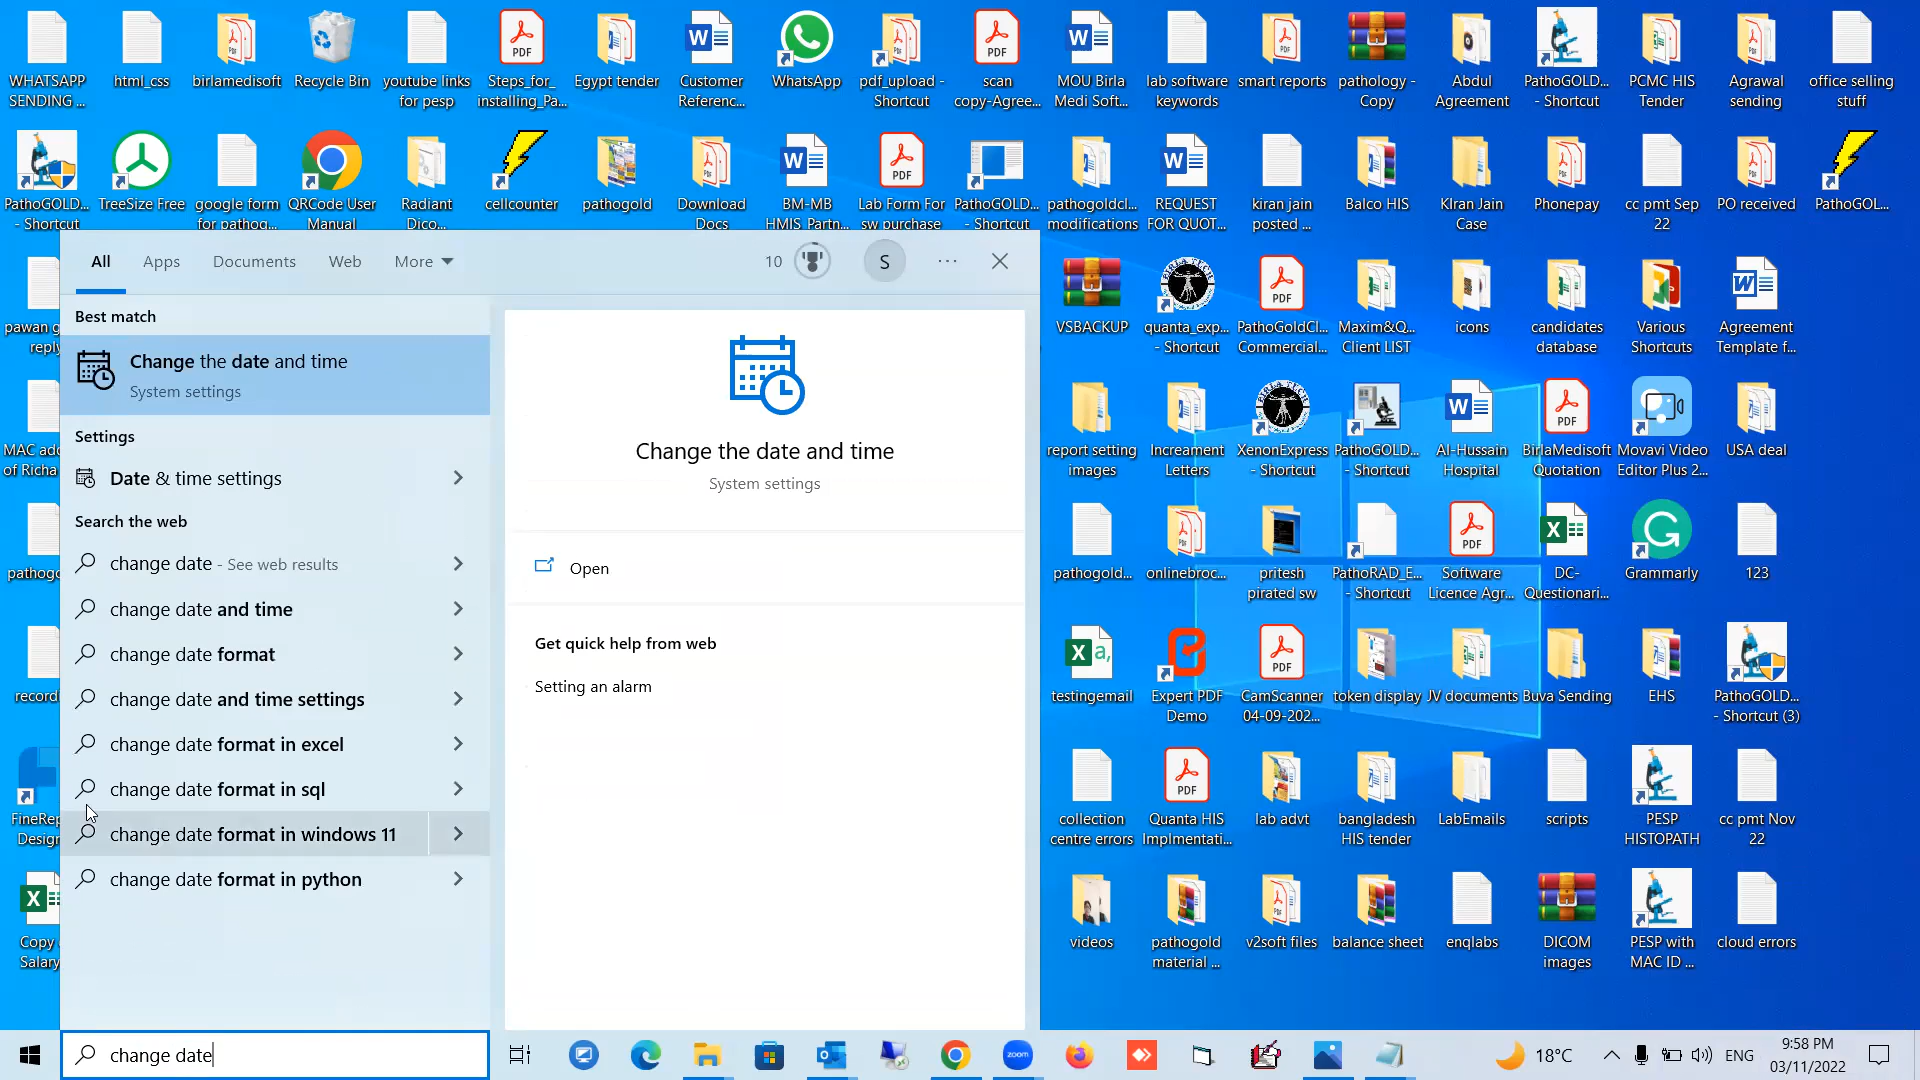 WHATSAPP
SENDING ...
html_css
birlamedisoft
Recycle Bin
youtube links
for pesp
Steps_for_
installing_Pa...
Egypt tender
Customer
Referenc...
WhatsApp
pdf_upload -
Shortcut
scan
copy-Agree...
MOU Birla
Medi Soft...
lab software
keywords
smart reports
pathology -
Copy
Abdul
Agreement
PathoGOLD...
- Shortcut
PCMC HIS
Tender
Agrawal
sending
office selling
stuff
PathoGOLD...
- Shortcut
TreeSize Free
google form
for pathog...
QRCode User
Manual
Radiant
Dico...
cellcounter
pathogold
Download
Docs
BM-MB
HMIS_Partn...
Lab Form For
sw purchase
PathoGOLD...
- Shortcut
pathogoldcl...
modifications
REQUEST
FOR QUOT...
kiran jain
posted ...
Balco HIS
KIran Jain
Case
Phonepay
cc pmt Sep
22
PO received
PathoGOL...
All
Apps
Documents
Web
More
10
S
...
Best match
Change the date and time
System settings
Settings
Date & time settings
Search the web
change date - See web results
change date and time
change date format
change date and time settings
change date format in excel
change date format in sql
change date format in windows 11
change date format in python
Change the date and time
System settings
Open
Get quick help from web
Setting an alarm
pawan g
reply
MAC add
of Richa
pathogo
recordi
FineRep
Design
Copy
Salary
VSBACKUP
quanta_exp...
- Shortcut
PathoGoldCl...
Commercial...
Maxim&Q...
Client LIST
icons
candidates
database
Various
Shortcuts
Agreement
Template f...
report setting
images
Increament
Letters
XenonExpress
- Shortcut
PathoGOLD...
- Shortcut
Al-Hussain
Hospital
BirlaMedisoft
Quotation
Movavi Video
Editor Plus 2...
USA deal
pathogold...
onlinebroc...
pritesh
pirated sw
PathoRAD_E...
- Shortcut
Software
Licence Agr...
DC-
Questionari...
Grammarly
123
testingemail
Expert PDF
Demo
CamScanner
04-09-202...
token display
JV documents
Buva Sending
EHS
PathoGOLD...
- Shortcut (3)
collection
centre errors
Quanta HIS
Implmentati...
lab advt
bangladesh
HIS tender
LabEmails
scripts
PESP
HISTOPATH
cc pmt Nov
22
videos
pathogold
material ...
v2soft files
balance sheet
enqlabs
DICOM
images
PESP with
MAC ID ...
cloud errors
change date
zoom
18°C
ENG
9:58 PM
03/11/2022